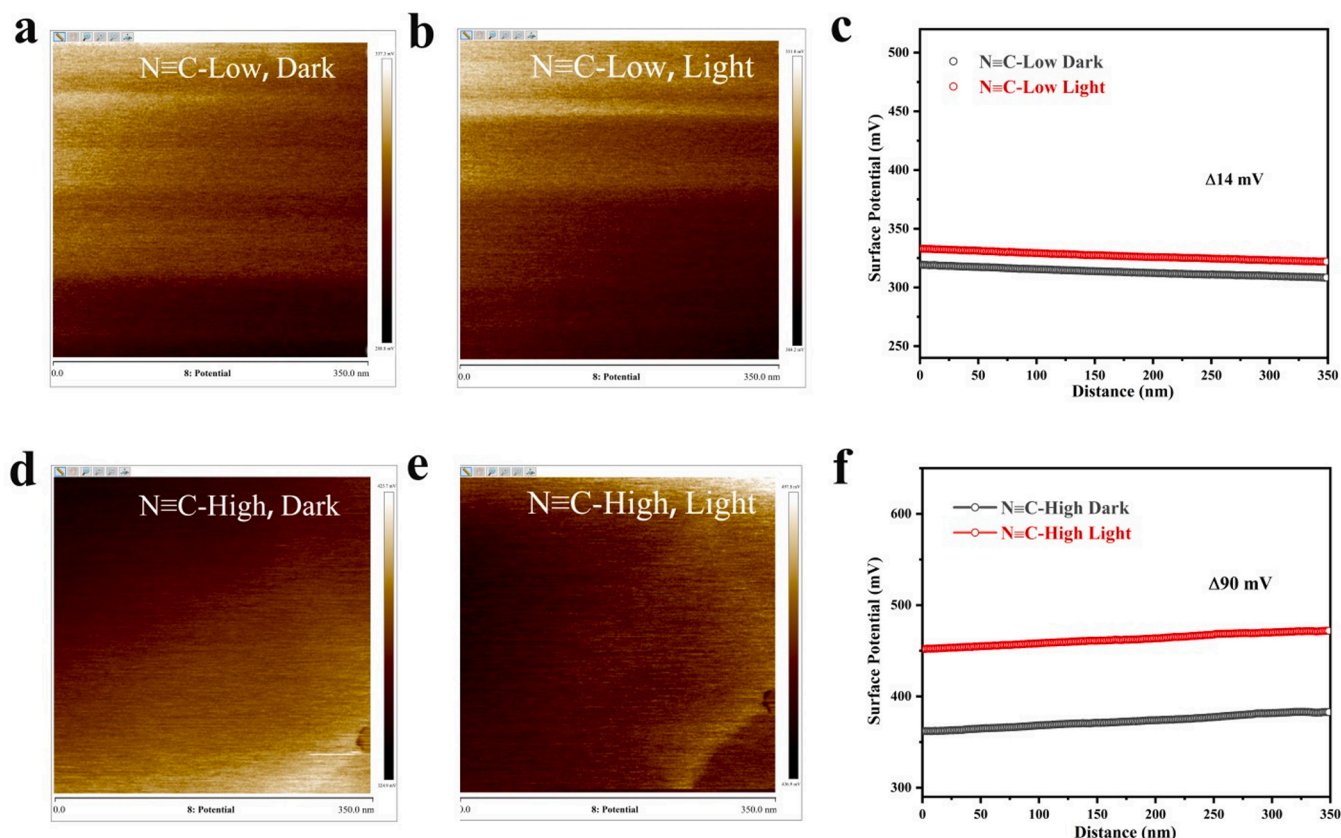 a
N≡C-Low, Dark
0.0
8: Potential
350.0 nm
b
N≡C-Low, Light
0.0
8: Potential
350.0 nm
c
Surface Potential (mV)
500
450
400
350
300
250
N≡C-Low Dark
N≡C-Low Light
Δ14 mV
0 50 100 150 200 250 300 350
Distance (nm)
d
N≡C-High, Dark
0.0
8: Potential
350.0 nm
e
N≡C-High, Light
0.0
8: Potential
350.0 nm
f
Surface Potential (mV)
600
500
400
300
N≡C-High Dark
N≡C-High Light
Δ90 mV
0 50 100 150 200 250 300 350
Distance (nm)